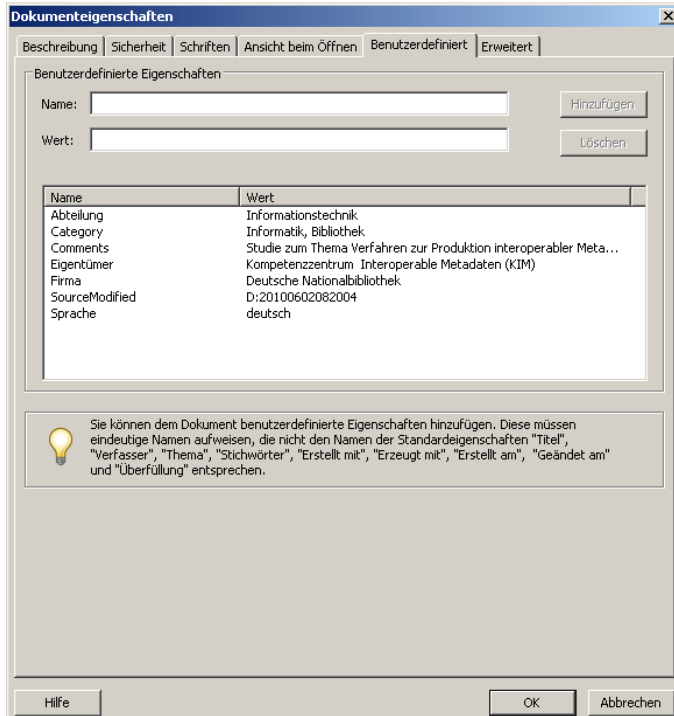 Dokumenteigenschaften
Beschreibung Sicherheit Schriften Ansicht beim Öffnen Benutzerdefiniert Erweitert
Benutzerdefinierte Eigenschaften
Name: Hinzufügen
Wert: Löschen
Name Wert
Abteilung Informationstechnik
Category Informatik, Bibliothek
Comments Studie zum Thema Verfahren zur Produktion interoperabler Meta...
Eigentümer Kompetenzzentrum Interoperable Metadaten (KIM)
Firma Deutsche Nationalbibliothek
SourceModified D:20100602082004
Sprache deutsch
Sie können dem Dokument benutzerdefinierte Eigenschaften hinzufügen. Diese müssen
eindeutige Namen aufweisen, die nicht den Namen der Standardeigenschaften "Titel",
"Verfasser", "Thema", "Stichwörter", "Erstellt mit", "Erzeugt mit", "Erstellt am", "Geändet am"
und "Überfüllung" entsprechen.
Hilfe OK Abbrechen